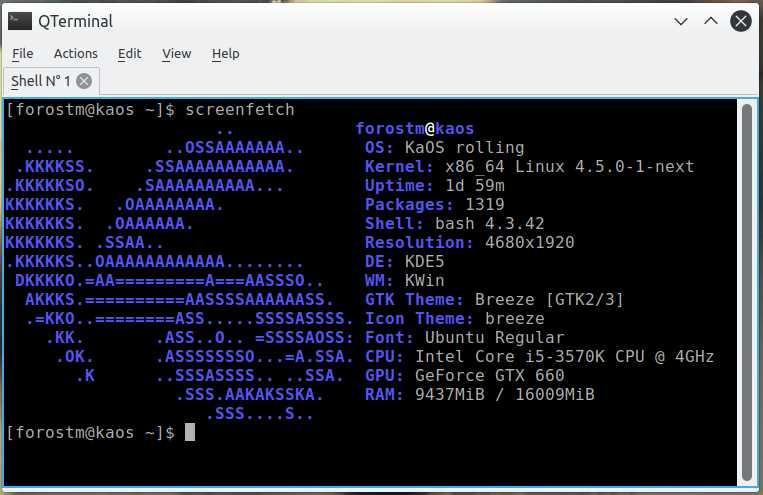 QTerminal
File Actions Edit View Help
Shell N° 1
[forostm@kaos ~]$ screenfetch
                     ..            forostm@kaos
  .....         ..OSSAAAAAAA..      OS: KaOS rolling
 .KKKKSS.     .SSAAAAAAAAAAA.       Kernel: x86_64 Linux 4.5.0-1-next
.KKKKKSO.    .SAAAAAAAAAA...        Uptime: 1d 59m
KKKKKKS.   .OAAAAAAAA.              Packages: 1319
KKKKKKS.  .OAAAAAA.                 Shell: bash 4.3.42
KKKKKKS. .SSAA..                    Resolution: 4680x1920
.KKKKKS..OAAAAAAAAAAAA........      DE: KDE5
 DKKKKO.=AA=========A===AASSSO..    WM: KWin
  AKKKS.==========AASSSSAAAAAASS.   GTK Theme: Breeze [GTK2/3]
  .=KKO..========ASS.....SSSSASSSS. Icon Theme: breeze
    .KK.       .ASS..O.. =SSSSAOSS: Font: Ubuntu Regular
     .OK.      .ASSSSSSSO...=A.SSA. CPU: Intel Core i5-3570K CPU @ 4GHz
       .K      ..SSSASSSS.. ..SSA.  GPU: GeForce GTX 660
                 .SSS.AAKAKSSKA.    RAM: 9437MiB / 16009MiB
                    .SSS....S..
[forostm@kaos ~]$